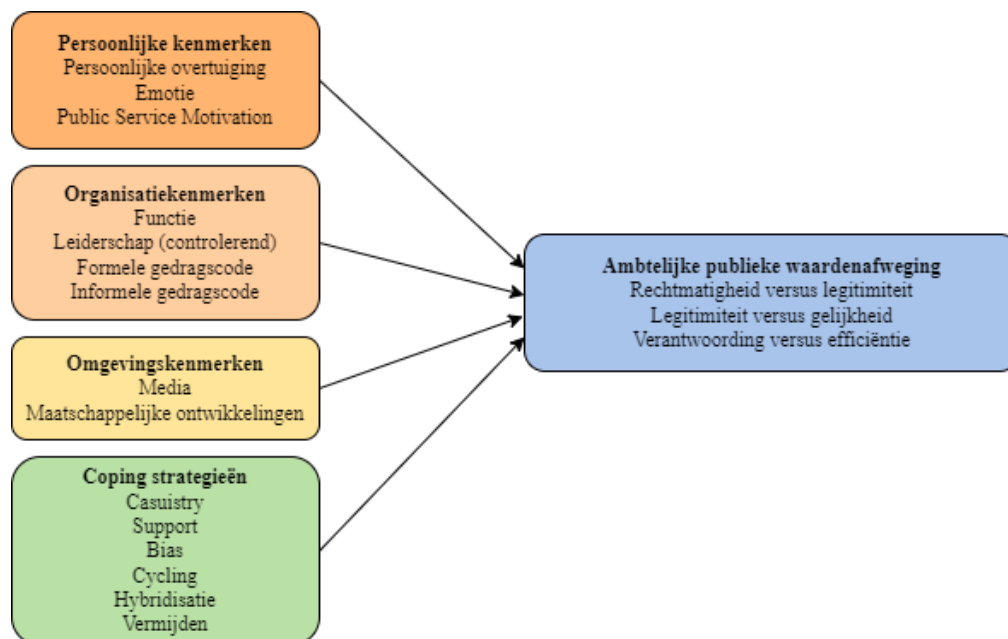 Persoonlijke kenmerken
Persoonlijke overtuiging
Emotie
Public Service Motivation
Organisatiekenmerken
Functie
Leiderschap (controlerend)
Formele gedragscode
Informele gedragscode
Omgevingskenmerken
Media
Maatschappelijke ontwikkelingen
Coping strategieën
Casuistry
Support
Bias
Cycling
Hybridisatie
Vermijden
Ambtelijke publieke waardenafweging
Rechtmatigheid versus legitimiteit
Legitimiteit versus gelijkheid
Verantwoording versus efficiëntie